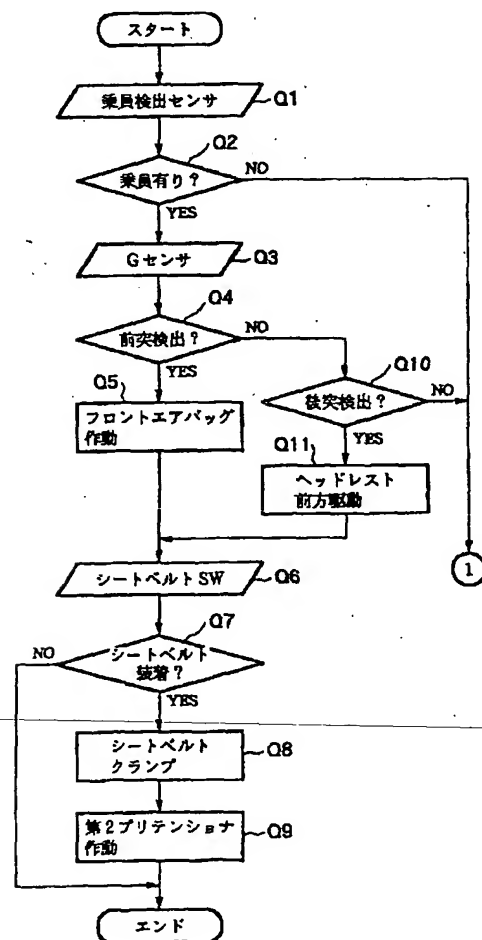 スタート
乗員検出センサ
Q1
Q2
乗員有り?
NO
YES
Gセンサ
Q3
Q4
前突検出?
NO
YES
Q10
後突検出?
NO
YES
Q5
フロントエアバッグ
作動
Q11
ヘッドレスト
前方駆動
1
シートベルトSW
Q6
Q7
シートベルト
装着?
NO
YES
シートベルト
クランプ
Q8
第2プリテンショナ
作動
Q9
エンド